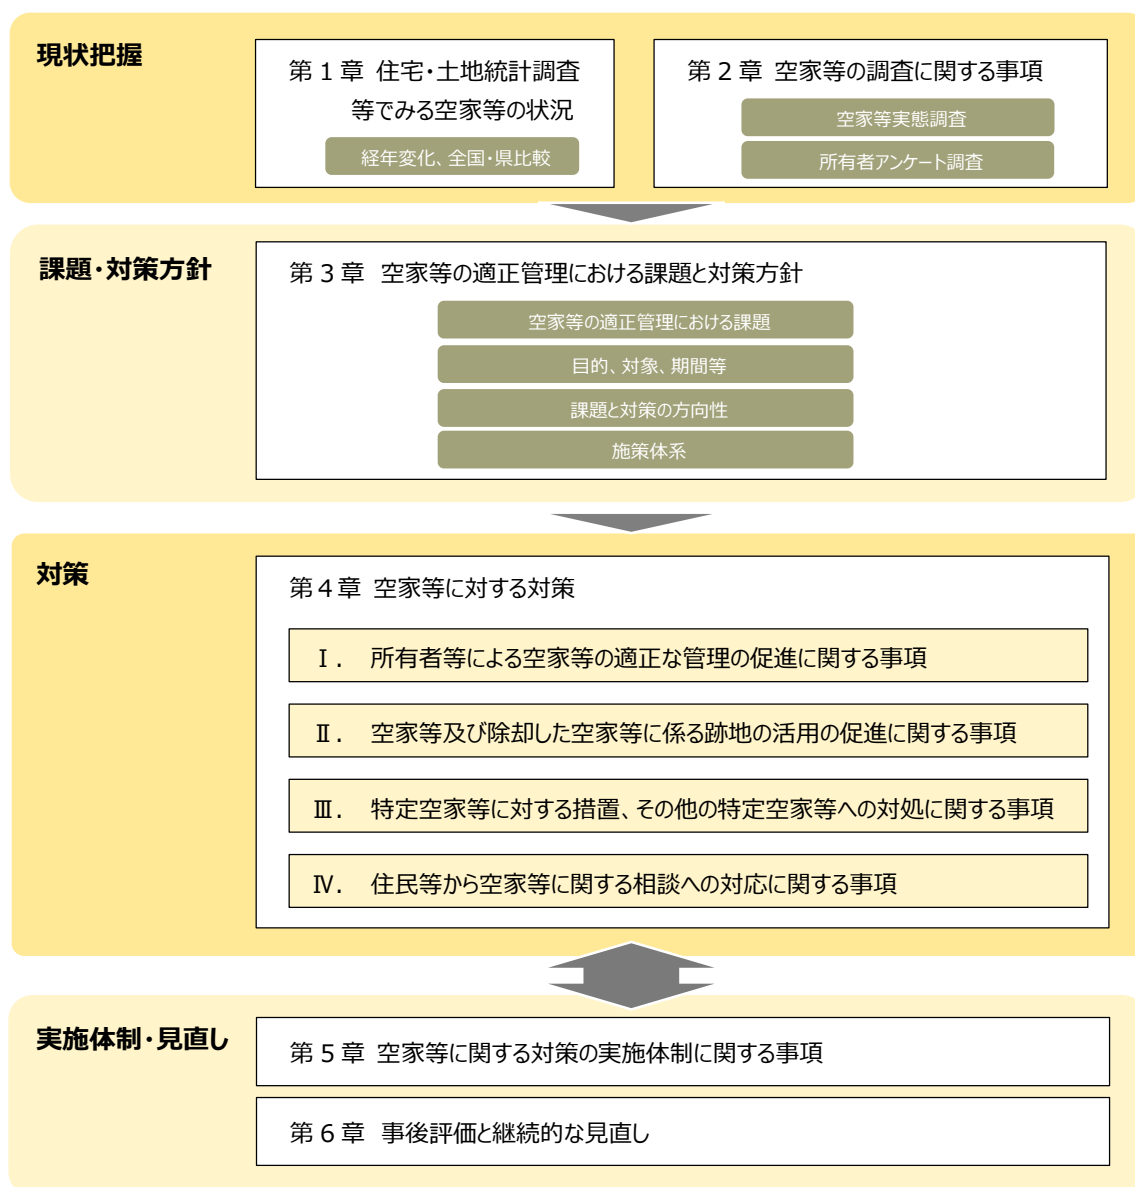 現状把握
第1章 住宅・土地統計調査
等でみる空家等の状況
経年変化、全国・県比較
第2章 空家等の調査に関する事項
空家等実態調査
所有者アンケート調査
課題・対策方針
第3章 空家等の適正管理における課題と対策方針
空家等の適正管理における課題
目的、対象、期間等
課題と対策の方向性
施策体系
対策
第4章 空家等に対する対策
Ⅰ. 所有者等による空家等の適正な管理の促進に関する事項
Ⅱ. 空家等及び除却した空家等に係る跡地の活用の促進に関する事項
Ⅲ. 特定空家等に対する措置、その他の特定空家等への対処に関する事項
Ⅳ. 住民等から空家等に関する相談への対応に関する事項
実施体制・見直し
第5章 空家等に関する対策の実施体制に関する事項
第6章 事後評価と継続的な見直し